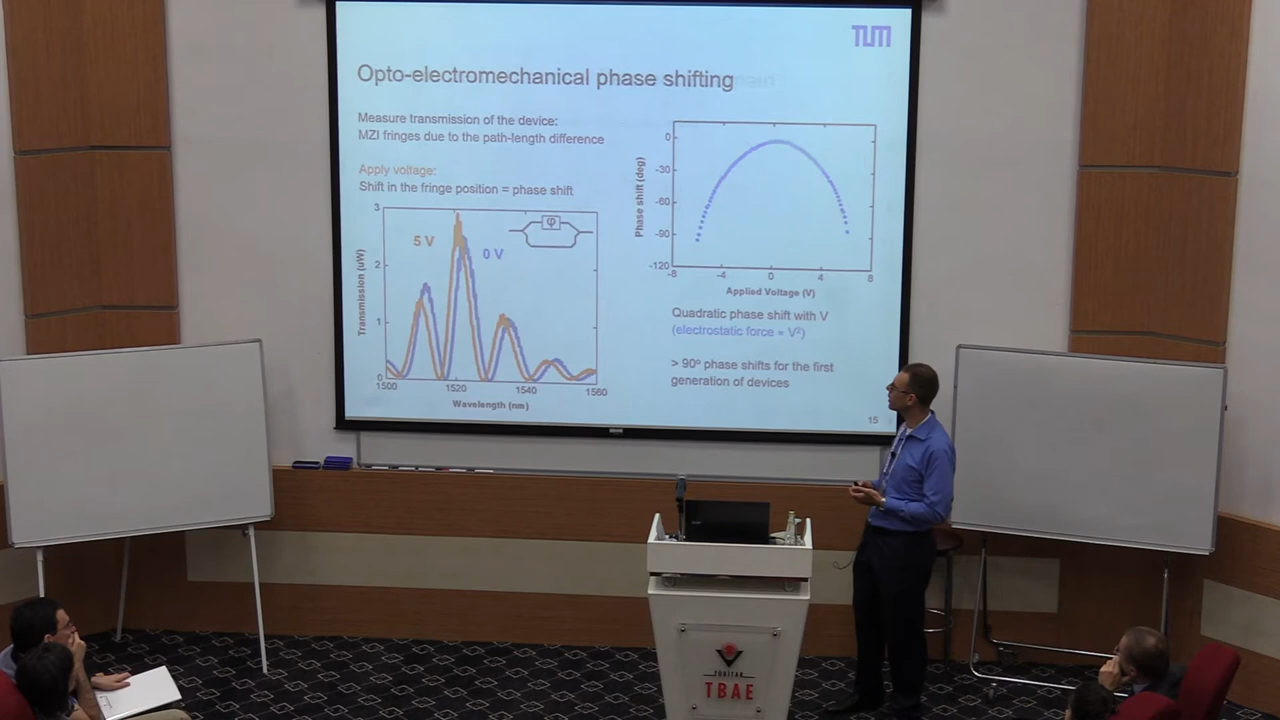 TUM
Opto-electromechanical phase shifting
Measure transmission of the device:
MZI fringes due to the path-length difference
Apply voltage:
Shift in the fringe position = phase shift
3
2
1
0
Transmission (uW)
5 V
0 V
φ
1500
1520
1540
1560
Wavelength (nm)
0
-30
-60
-90
-120
Phase shift (deg)
-8
-4
0
4
8
Applied Voltage (V)
Quadratic phase shift with V
(electrostatic force ∝ V²)
> 90º phase shifts for the first
generation of devices
15
TÜBİTAK
TBAE